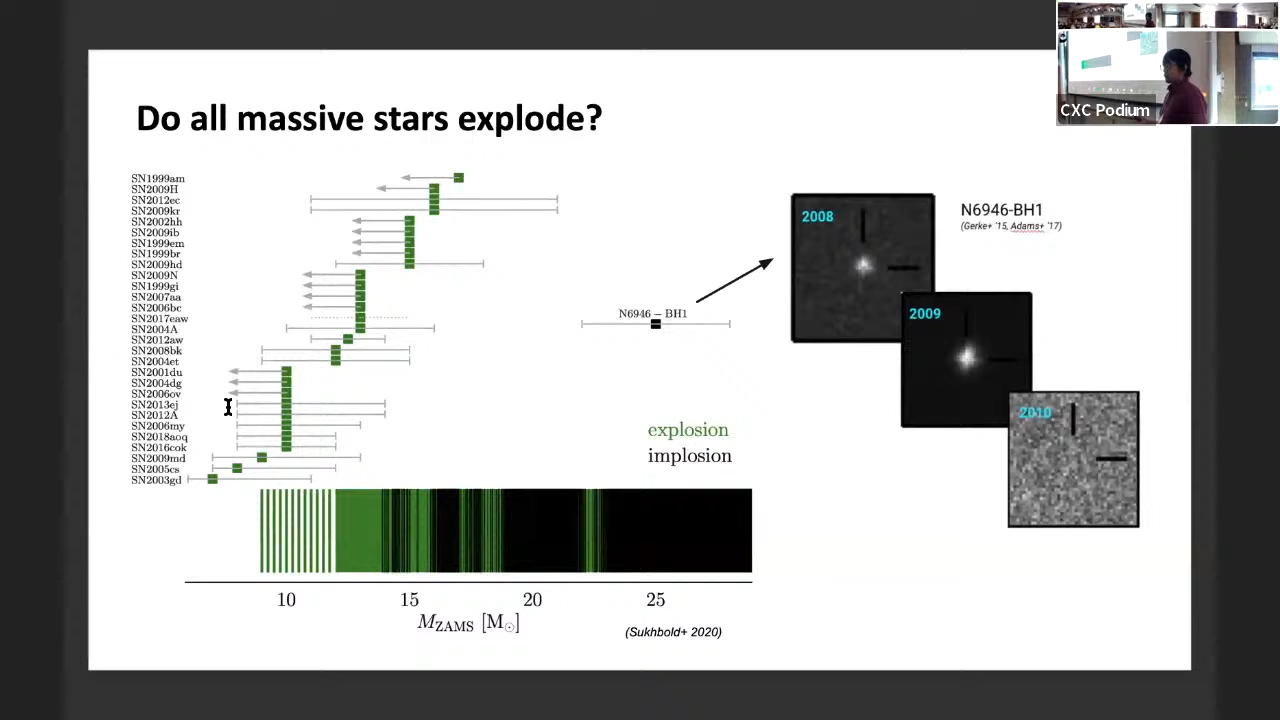 CXC Podium
Do all massive stars explode?
SN1999am
SN2009H
SN2012ec
SN2009kr
SN2002hh
SN2009ib
SN1999em
SN1999br
SN2009hd
SN2009N
SN1999gi
SN2007aa
SN2006bc
SN2017eaw
SN2004A
SN2012aw
SN2008bk
SN2004et
SN2001du
SN2004dg
SN2006ov
SN2013ej
SN2012A
SN2006my
SN2018aoq
SN2016cok
SN2009md
SN2005cs
SN2003gd
N6946 – BH1
explosion
implosion
10 15 20 25
M_ZAMS [M_⊙]
(Sukhbold+ 2020)
2008
N6946-BH1
(Gerke+ '15, Adams+ '17)
2009
2010